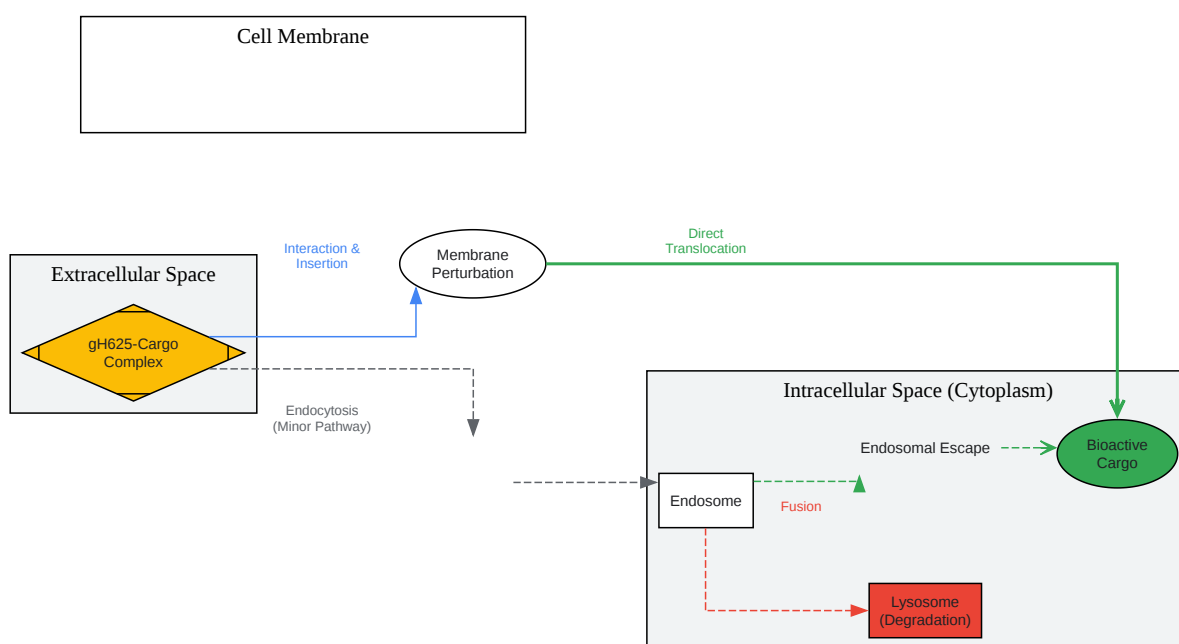 Cell Membrane
Interaction &
Insertion
Membrane
Perturbation
Direct
Translocation
Extracellular Space
gH625-Cargo
Complex
Endocytosis
(Minor Pathway)
Intracellular Space (Cytoplasm)
Endosomal Escape
Bioactive
Cargo
Endosome
Fusion
Lysosome
(Degradation)